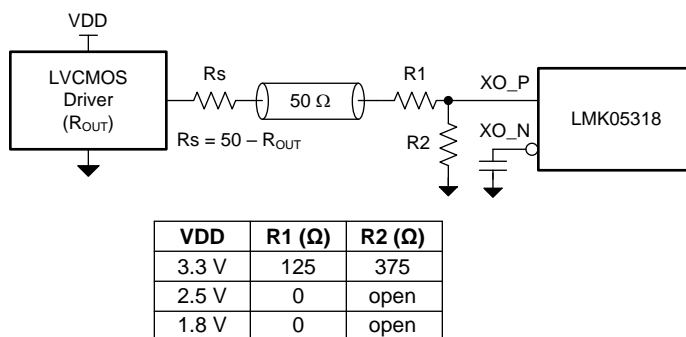 VDD
LVCMOS
Driver
(R_OUT)
Rs
50 Ω
R1
XO_P
LMK05318
Rs = 50 – R_OUT
R2
XO_N
VDD R1 (Ω) R2 (Ω)
3.3 V 125 375
2.5 V 0 open
1.8 V 0 open